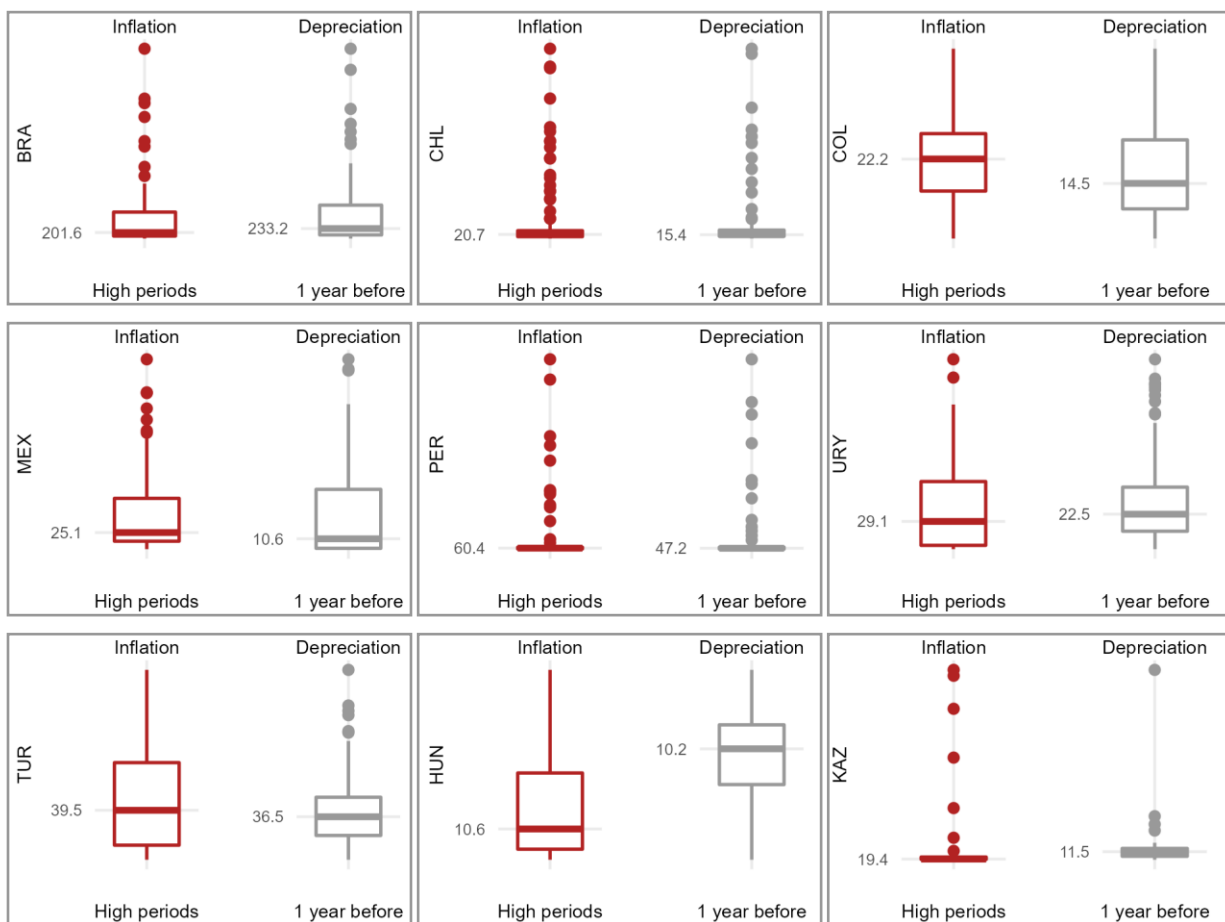 Inflation Depreciation
BRA
201.6 233.2
High periods 1 year before
Inflation Depreciation
CHL
20.7 15.4
High periods 1 year before
Inflation Depreciation
COL
22.2 14.5
High periods 1 year before
Inflation Depreciation
MEX
25.1 10.6
High periods 1 year before
Inflation Depreciation
PER
60.4 47.2
High periods 1 year before
Inflation Depreciation
URY
29.1 22.5
High periods 1 year before
Inflation Depreciation
TUR
39.5 36.5
High periods 1 year before
Inflation Depreciation
HUN
10.6 10.2
High periods 1 year before
Inflation Depreciation
KAZ
19.4 11.5
High periods 1 year before